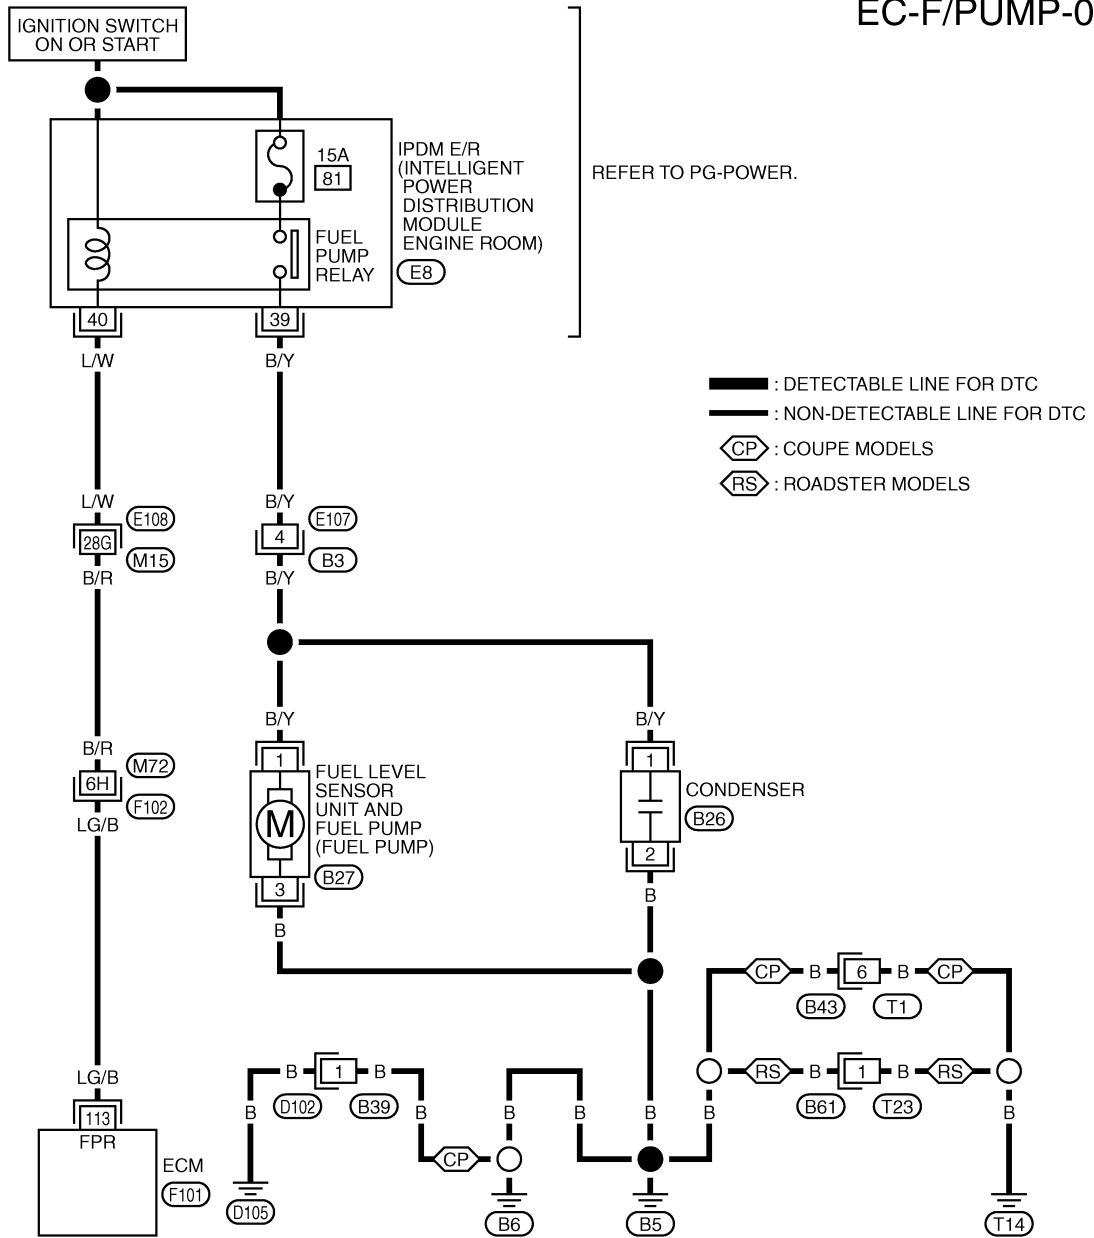 EC-F/PUMP-0
IGNITION SWITCH
ON OR START
15A
81
IPDM E/R
(INTELLIGENT
POWER
DISTRIBUTION
MODULE
ENGINE ROOM)
E8
REFER TO PG-POWER.
FUEL
PUMP
RELAY
40
39
L/W
B/Y
: DETECTABLE LINE FOR DTC
: NON-DETECTABLE LINE FOR DTC
CP : COUPE MODELS
RS : ROADSTER MODELS
L/W
B/Y
E108
E107
28G
4
M15
B3
B/R
B/Y
B/Y
B/Y
B/R
M72
6H
F102
LG/B
1
M
3
FUEL LEVEL
SENSOR
UNIT AND
FUEL PUMP
(FUEL PUMP)
B27
1
2
CONDENSER
B26
B
B
CP
B
6
B
CP
B43
T1
LG/B
113
FPR
ECM
F101
B
1
B
D102
B39
RS
B
1
B
RS
B61
T23
B
B
B
B
B
B
B
CP
D105
B6
B5
T14